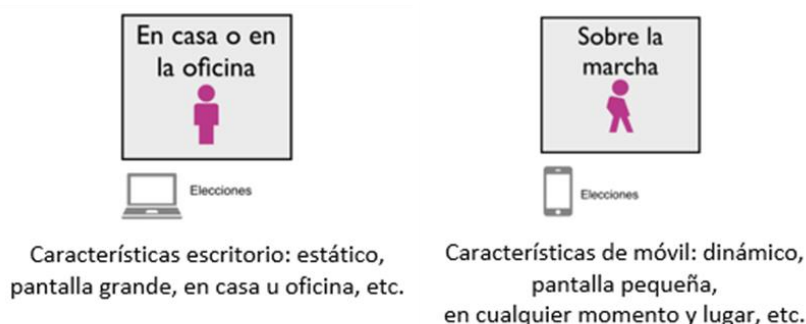 En casa o en
la oficina
Elecciones
Características escritorio: estático,
pantalla grande, en casa u oficina, etc.
Sobre la
marcha
Elecciones
Características de móvil: dinámico,
pantalla pequeña,
en cualquier momento y lugar, etc.